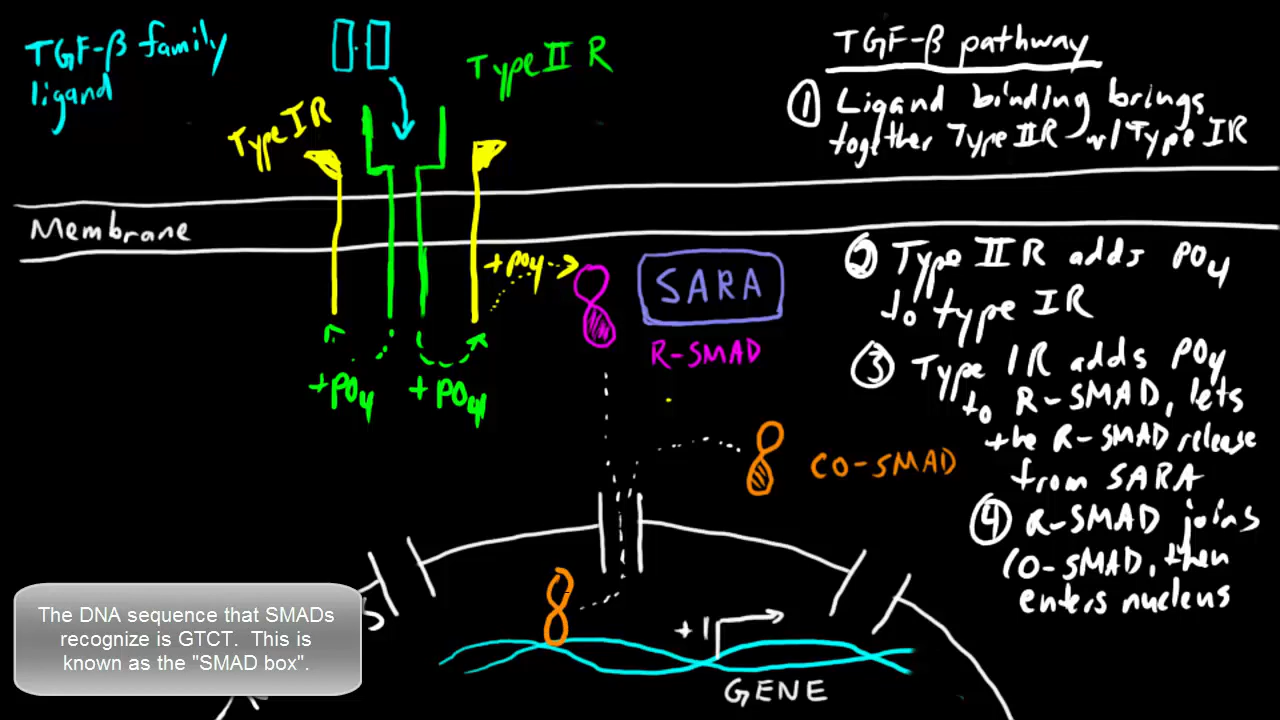 TGF-β family
ligand
Type I R
Type II R
TGF-β pathway
① Ligand binding brings
together Type II R w/ Type I R
Membrane
+ PO4
SARA
R-SMAD
+ PO4
+ PO4
② Type II R adds PO4
to type I R
③ Type I R adds PO4
to R-SMAD, lets
the R-SMAD release
from SARA
④ R-SMAD joins
CO-SMAD, then
enters nucleus
CO-SMAD
The DNA sequence that SMADs
recognize is GTCT. This is
known as the "SMAD box".
+1
GENE